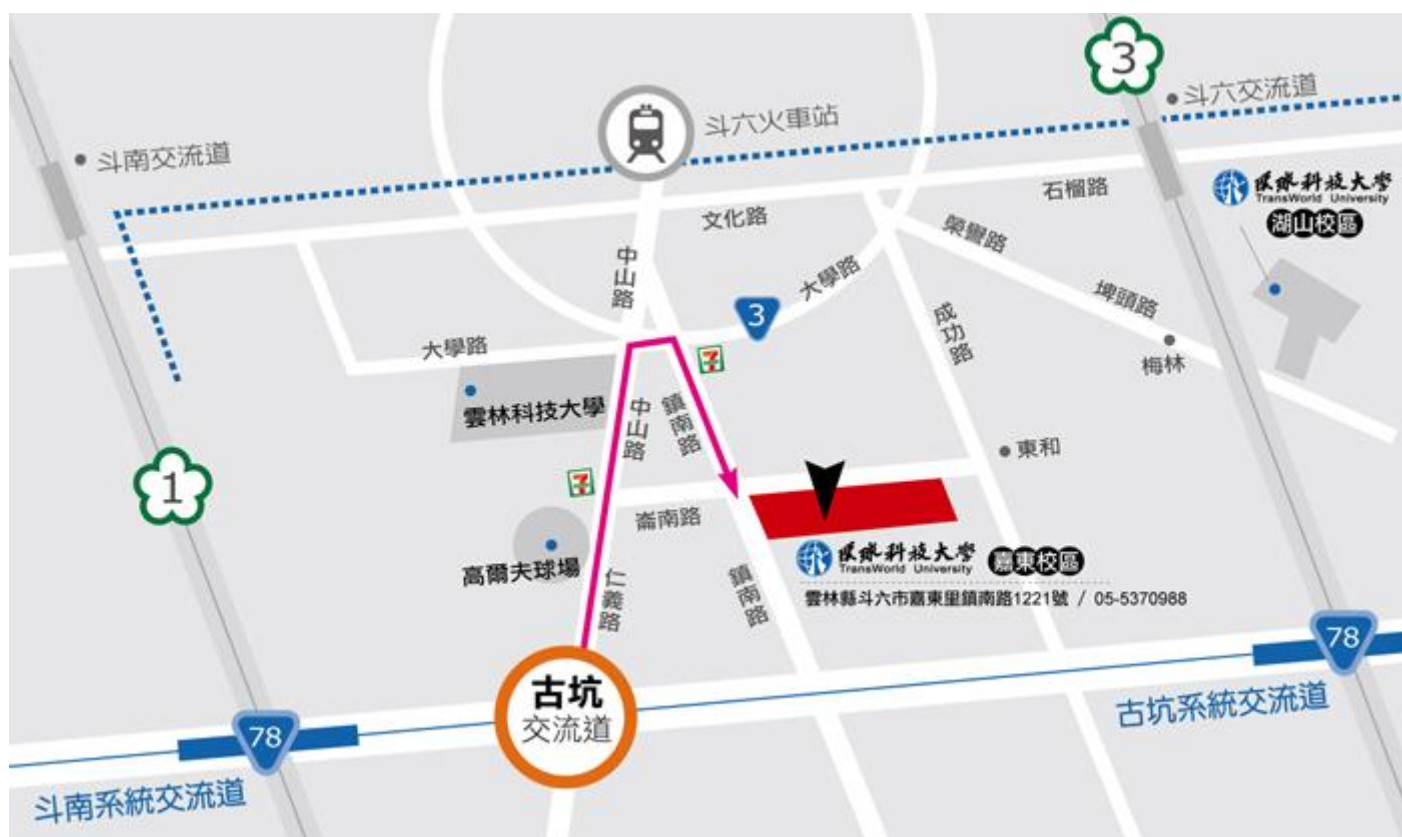 3
斗六交流道
斗六火車站
斗南交流道
環球科技大學
TransWorld University
湖山校區
石榴路
文化路
榮譽路
中山路
大學路
埤頭路
3
成功路
大學路
梅林
雲林科技大學
中山路
鎮南路
東和
1
崙南路
環球科技大學
TransWorld University
嘉東校區
高爾夫球場
仁義路
鎮南路
雲林縣斗六市嘉東里鎮南路1221號 / 05-5370988
78
古坑
交流道
古坑系統交流道
78
斗南系統交流道
7
7